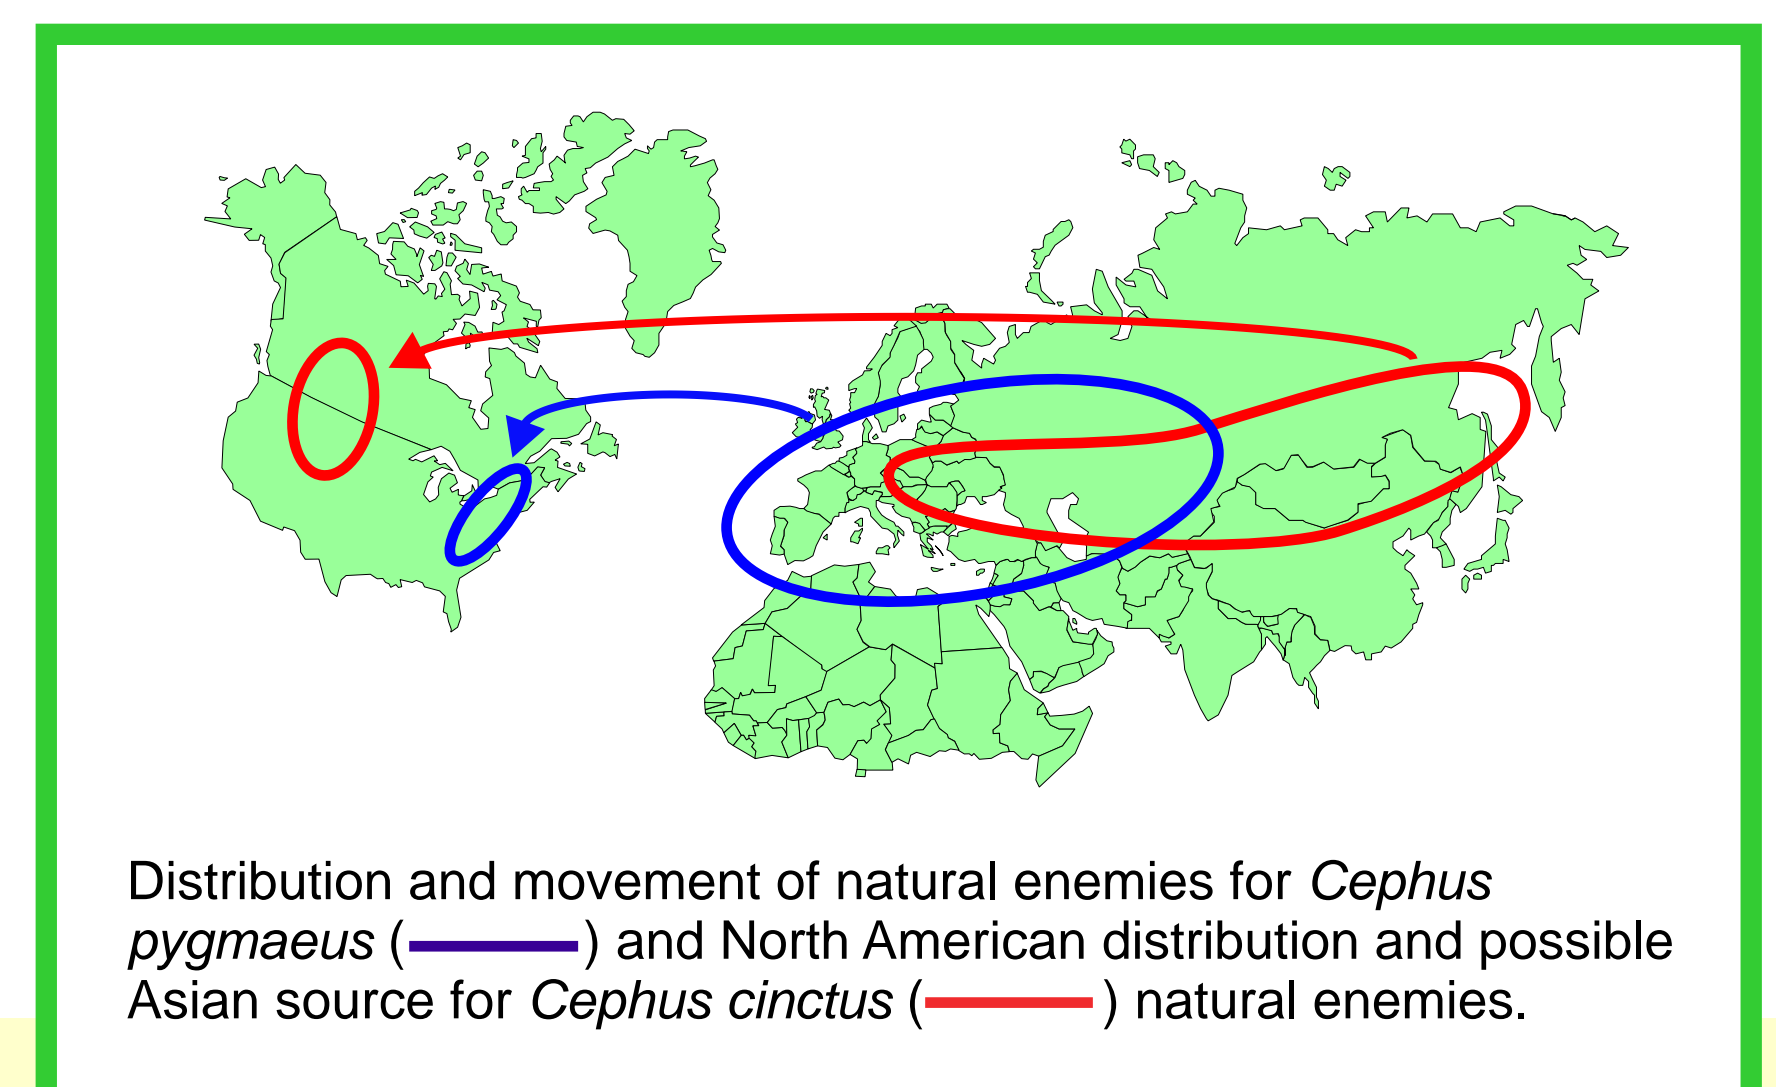 Distribution and movement of natural enemies for Cephus
pygmaeus ( ) and North American distribution and possible
Asian source for Cephus cinctus ( ) natural enemies.